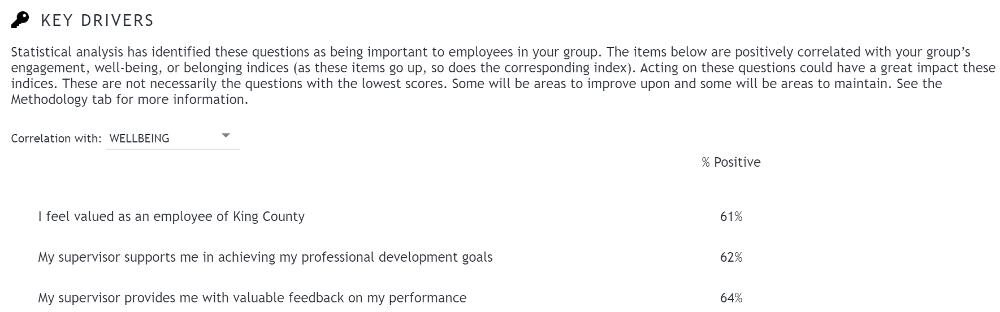 KEY DRIVERS
Statistical analysis has identified these questions as being important to employees in your group. The items below are positively correlated with your group’s
engagement, well-being, or belonging indices (as these items go up, so does the corresponding index). Acting on these questions could have a great impact these
indices. These are not necessarily the questions with the lowest scores. Some will be areas to improve upon and some will be areas to maintain. See the
Methodology tab for more information.
Correlation with: WELLBEING
% Positive
I feel valued as an employee of King County 61%
My supervisor supports me in achieving my professional development goals 62%
My supervisor provides me with valuable feedback on my performance 64%